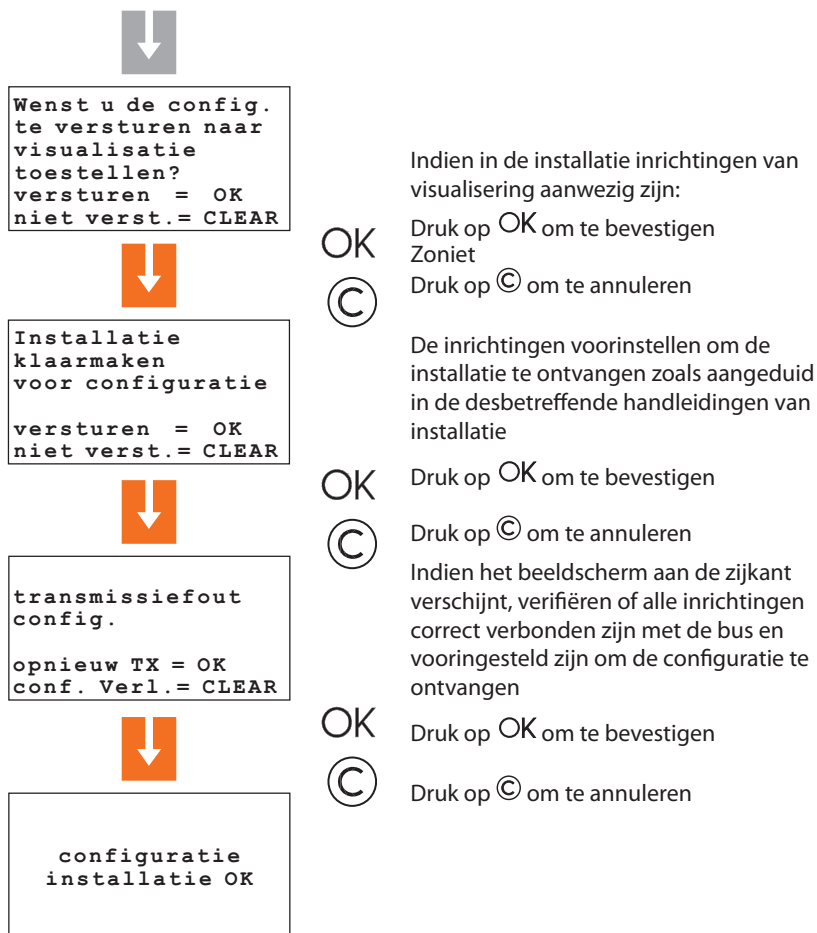 Wenst u de config.
te versturen naar
visualisatie
toestellen?
versturen = OK
niet verst.= CLEAR
Indien in de installatie inrichtingen van
visualisering aanwezig zijn:
OK
Druk op OK om te bevestigen
Zoniet
Ⓒ
Druk op Ⓒ om te annuleren
Installatie
klaarmaken
voor configuratie
versturen = OK
niet verst.= CLEAR
De inrichtingen voorinstellen om de
installatie te ontvangen zoals aangeduid
in de desbetreffende handleidingen van
installatie
OK
Druk op OK om te bevestigen
Ⓒ
Druk op Ⓒ om te annuleren
transmissiefout
config.
opnieuw TX = OK
conf. Verl.= CLEAR
Indien het beeldscherm aan de zijkant
verschijnt, verifiëren of alle inrichtingen
correct verbonden zijn met de bus en
vooringesteld zijn om de configuratie te
ontvangen
OK
Druk op OK om te bevestigen
Ⓒ
Druk op Ⓒ om te annuleren
configuratie
installatie OK